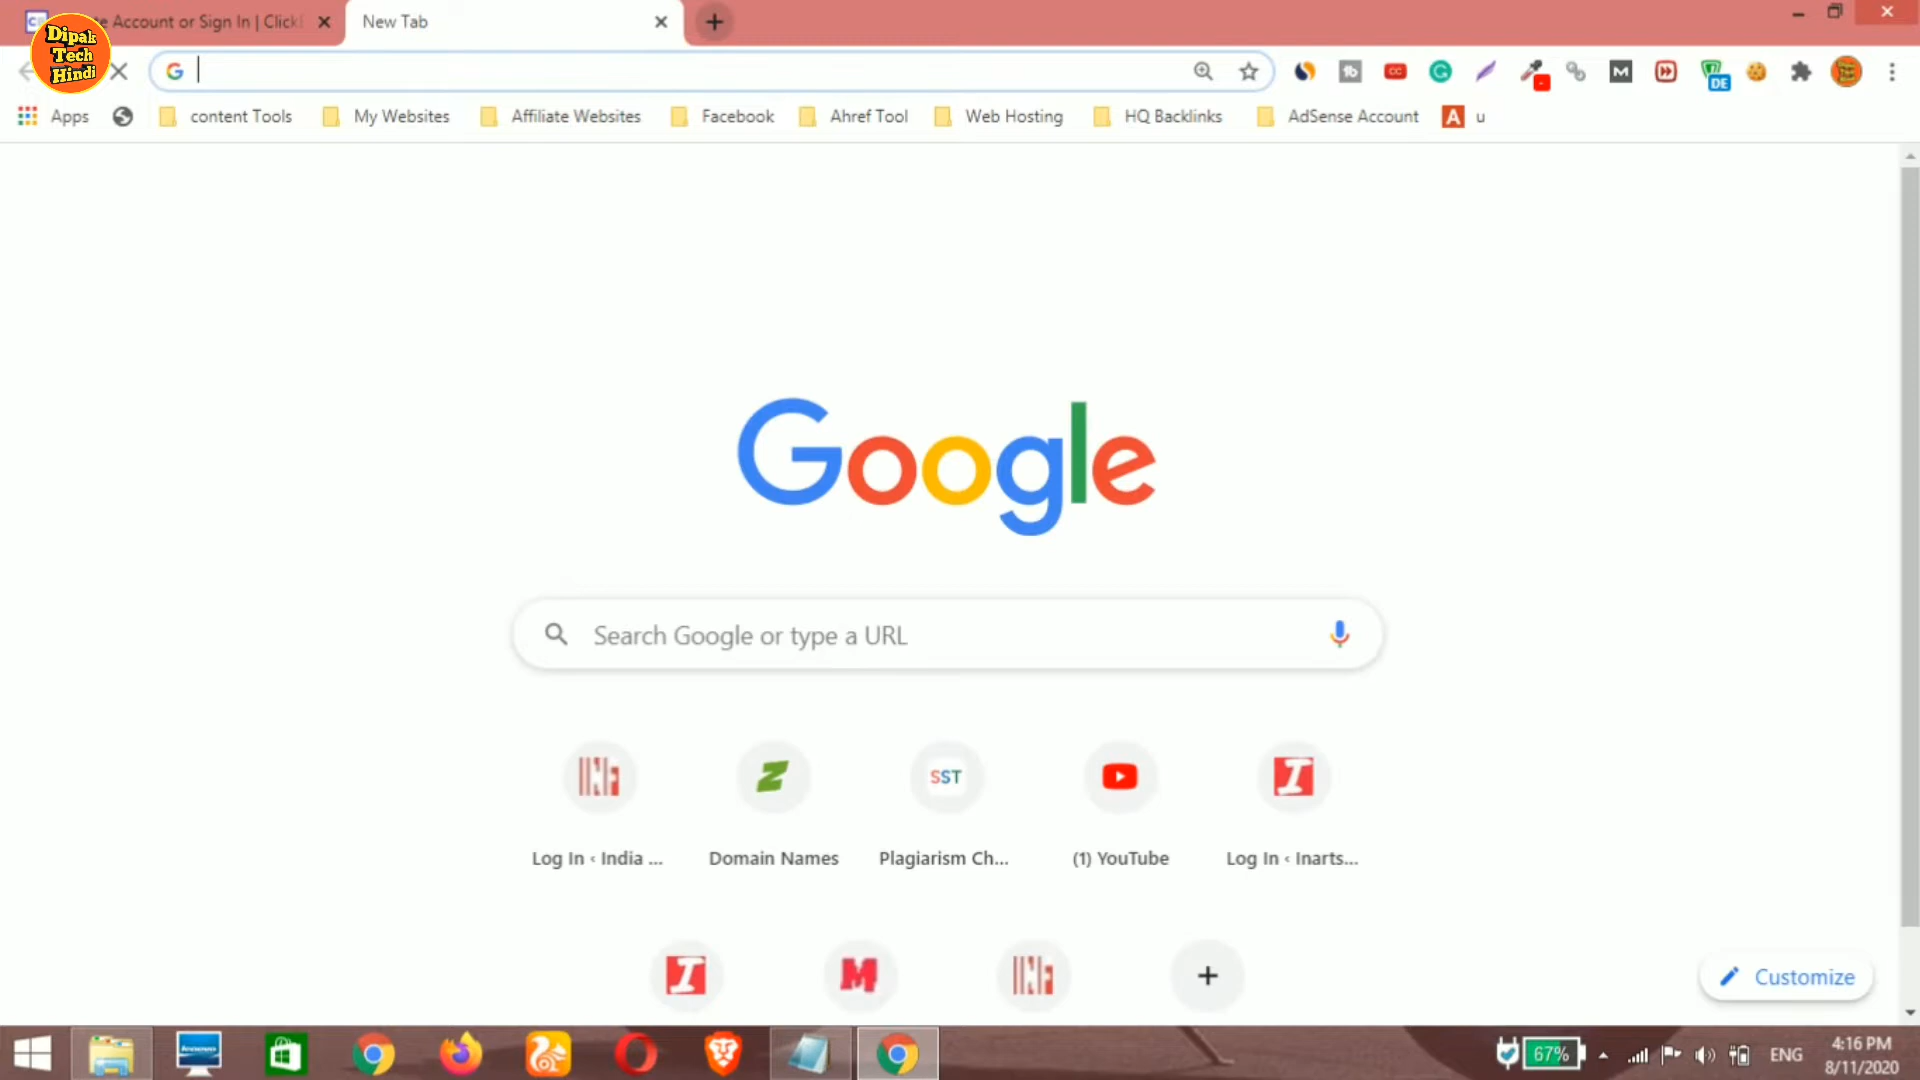 e Account or Sign In | Click
New Tab
Dipak
Tech
Hindi
Apps
content Tools
My Websites
Affiliate Websites
Facebook
Ahref Tool
Web Hosting
HQ Backlinks
AdSense Account
A
u
CC
M
DE
Google
Search Google or type a URL
SST
Log In ‹ India ...
Domain Names
Plagiarism Ch...
(1) YouTube
Log In ‹ Inarts...
Customize
67%
ENG
4:16 PM
8/11/2020